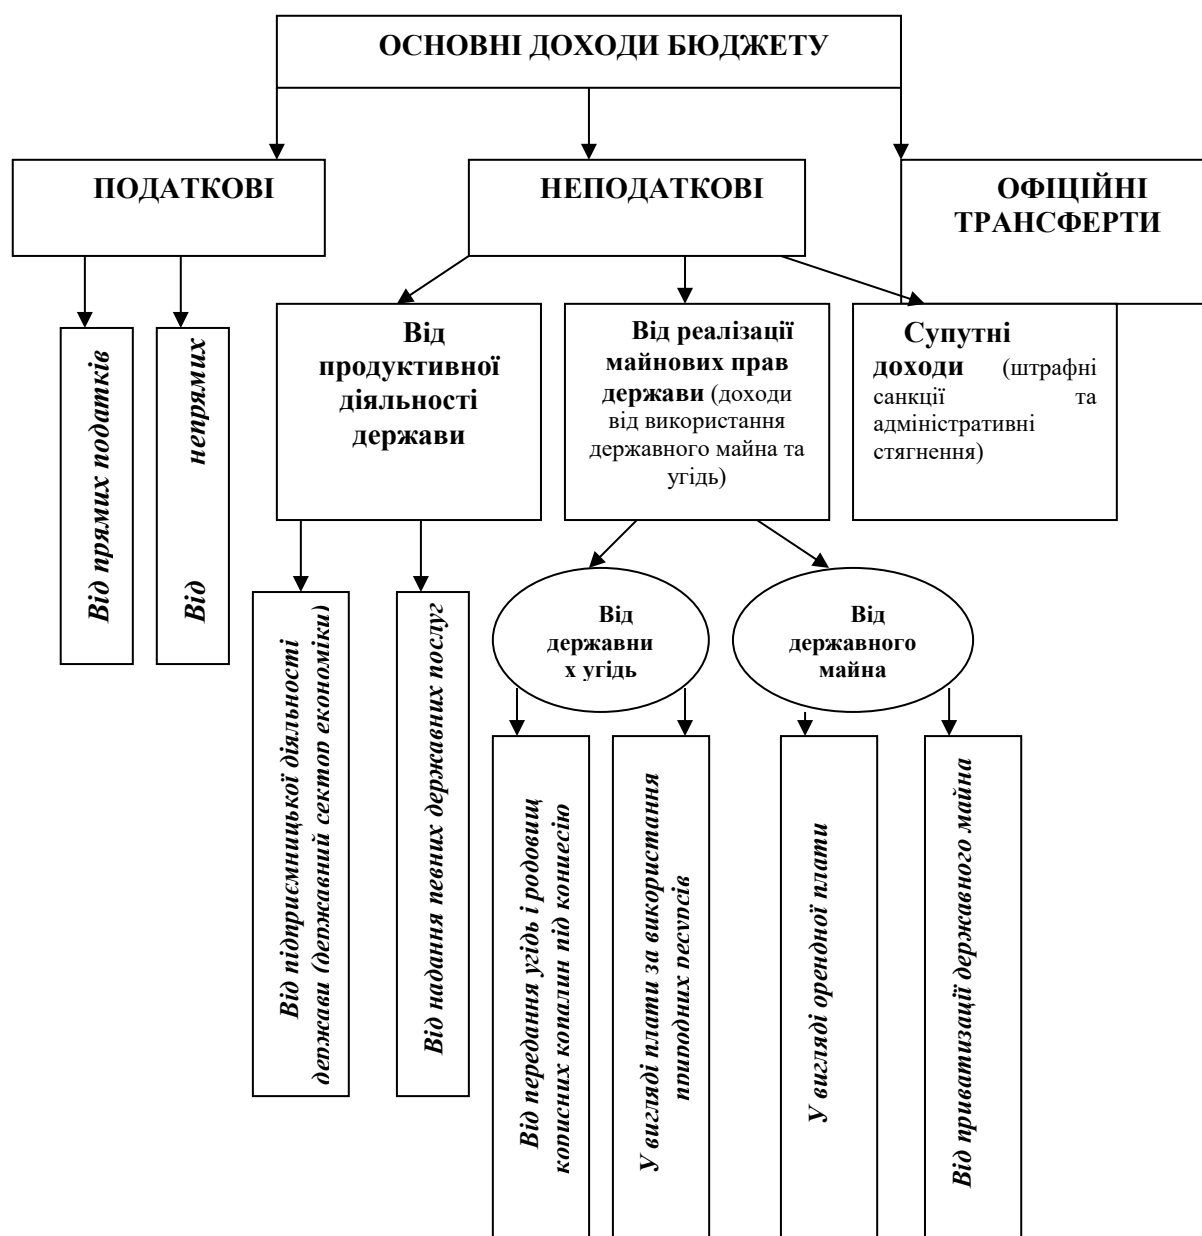 ОСНОВНІ ДОХОДИ БЮДЖЕТУ
ПОДАТКОВІ
НЕПОДАТКОВІ
ОФІЦІЙНІ
ТРАНСФЕРТИ
Від прямих податків
Від непрямих
Від
продуктивної
діяльності
держави
Від реалізації
майнових прав
держави (доходи
від використання
державного майна та
угідь)
Супутні
доходи (штрафні
санкції та
адміністративні
стягнення)
Від підприємницької діяльності
держави (державний сектор економіки)
Від надання певних державних послуг
Від
державни
х угідь
Від
державного
майна
Від передання угідь і родовищ
корисних копалин під концесію
У вигляді плати за використання
природних ресурсів
У вигляді орендної плати
Від приватизації державного майна